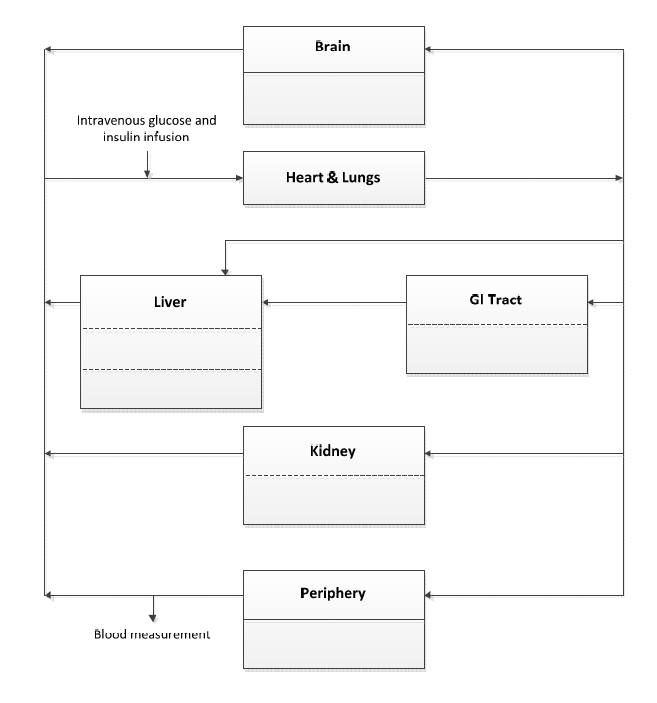 Brain
Intravenous glucose and
insulin infusion
Heart & Lungs
Liver
GI Tract
Kidney
Periphery
Blood measurement